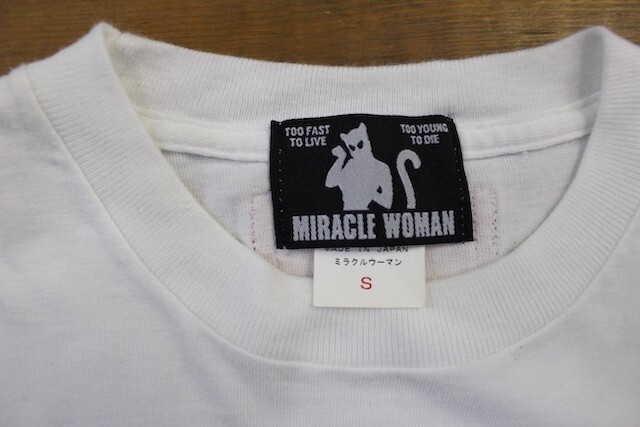 TOO FAST
TO LIVE
TOO YOUNG
TO DIE
MIRACLE WOMAN
MADE IN JAPAN
ミラクルウーマン
S